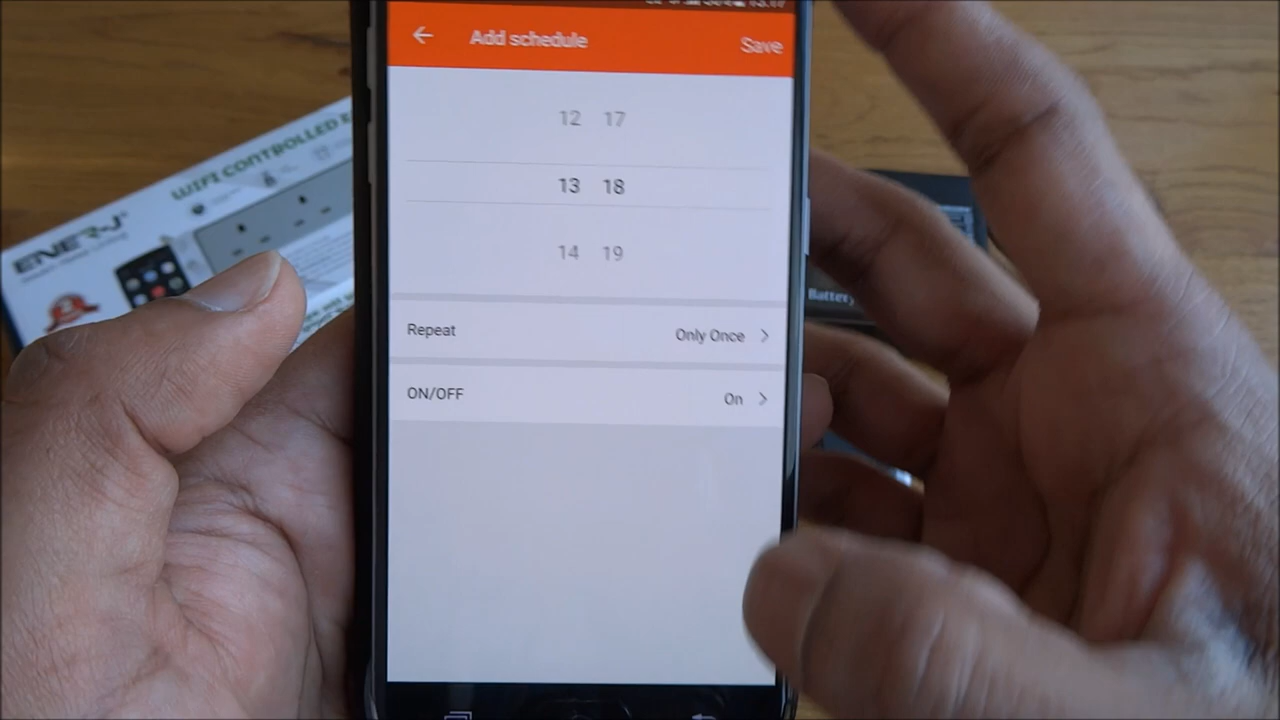 Add schedule
Save
12 17
13 18
14 19
Repeat
Only Once
ON/OFF
On
WIFI CONTROLLED
ENER-J
Battery